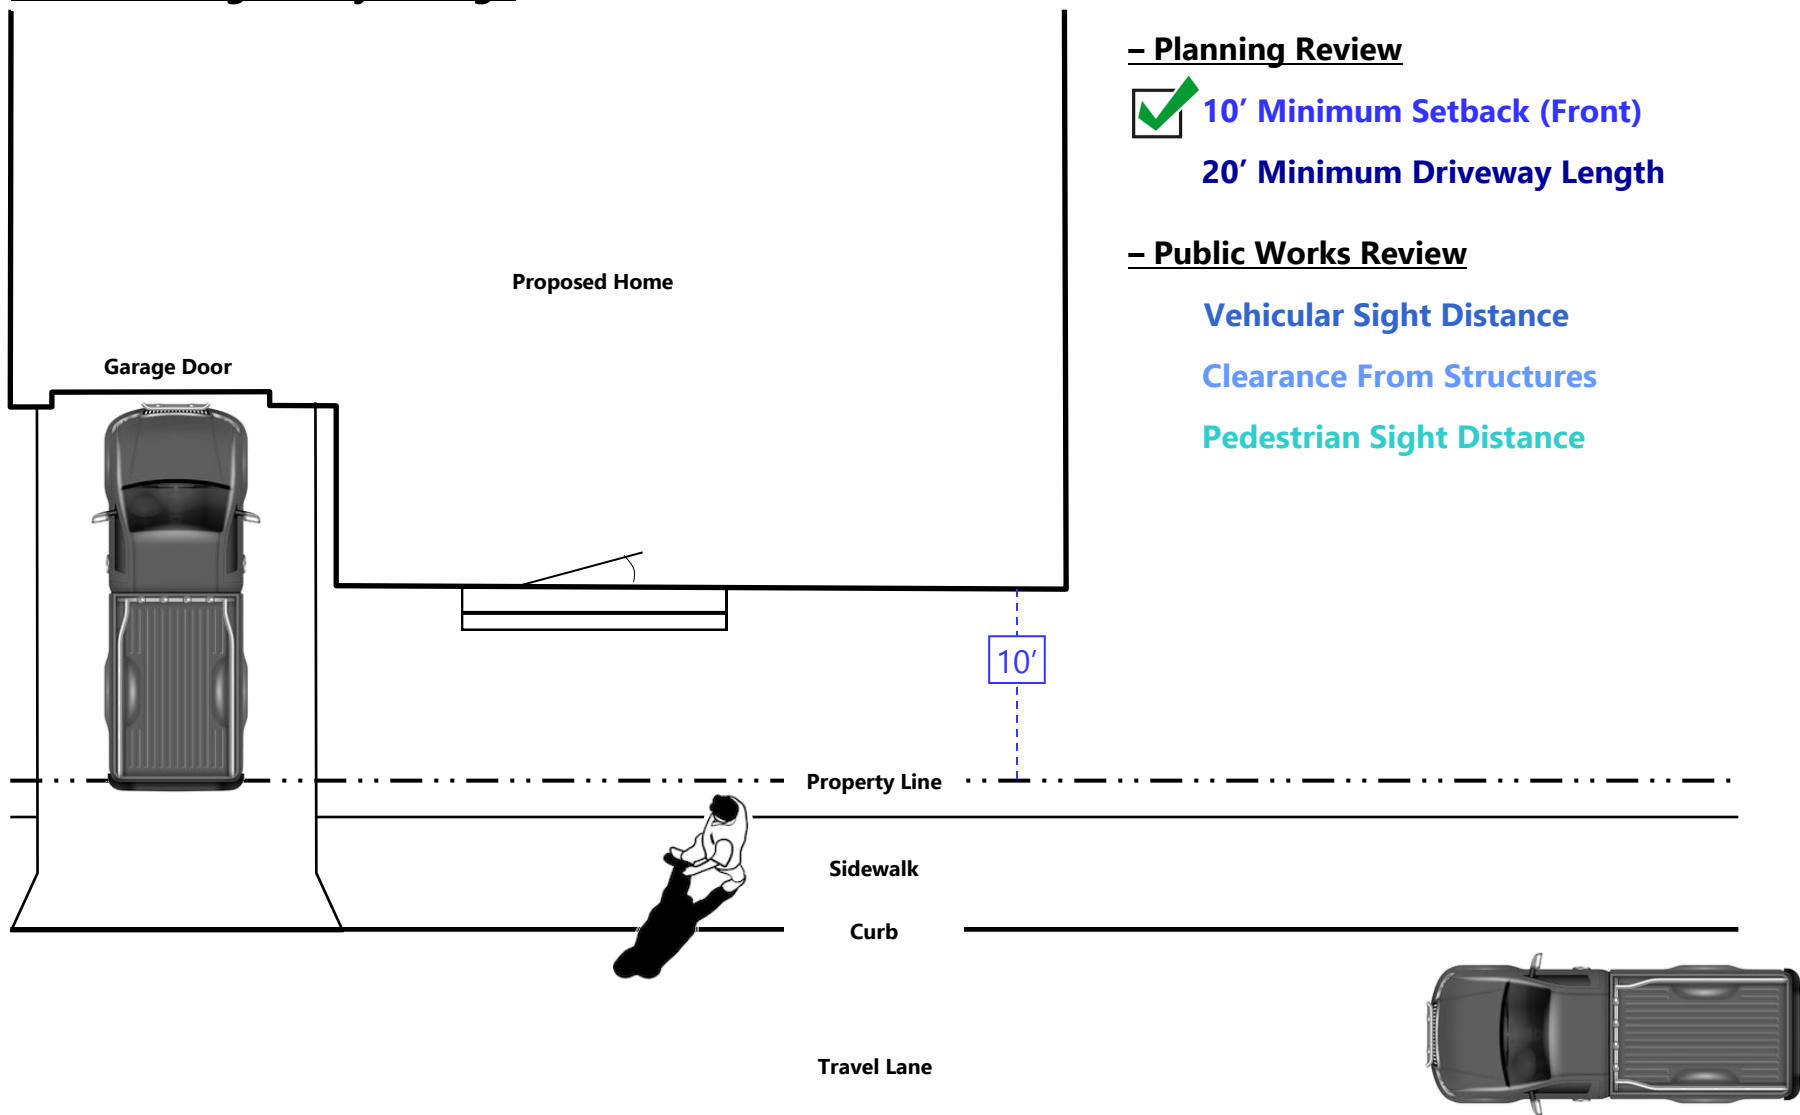 – Planning Review
10’ Minimum Setback (Front)
20’ Minimum Driveway Length
– Public Works Review
Proposed Home
Vehicular Sight Distance
Garage Door
Clearance From Structures
Pedestrian Sight Distance
10’
Property Line
Sidewalk
Curb
Travel Lane